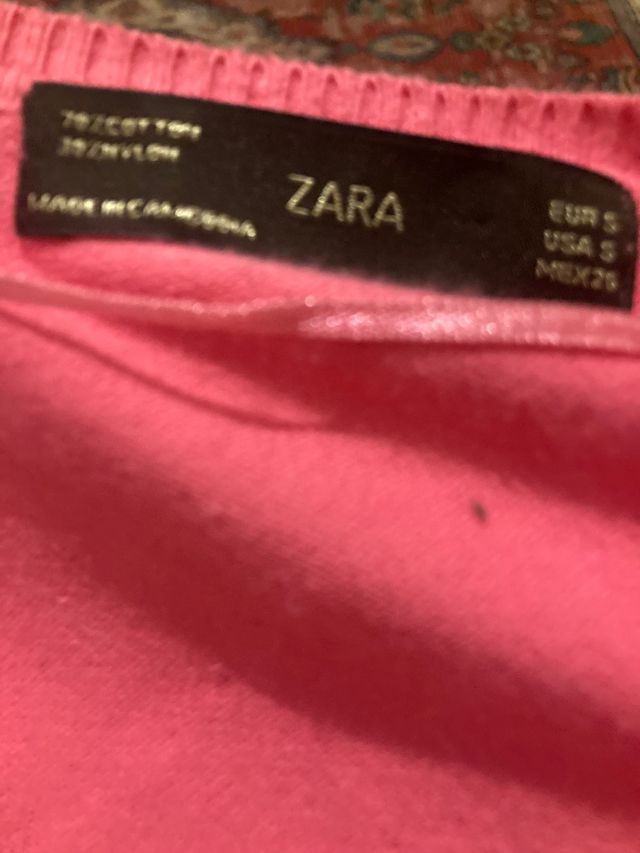 70%COTTON
30%NYLON
MADE IN CAMBODIA
ZARA
EUR S
USA S
MEX 26